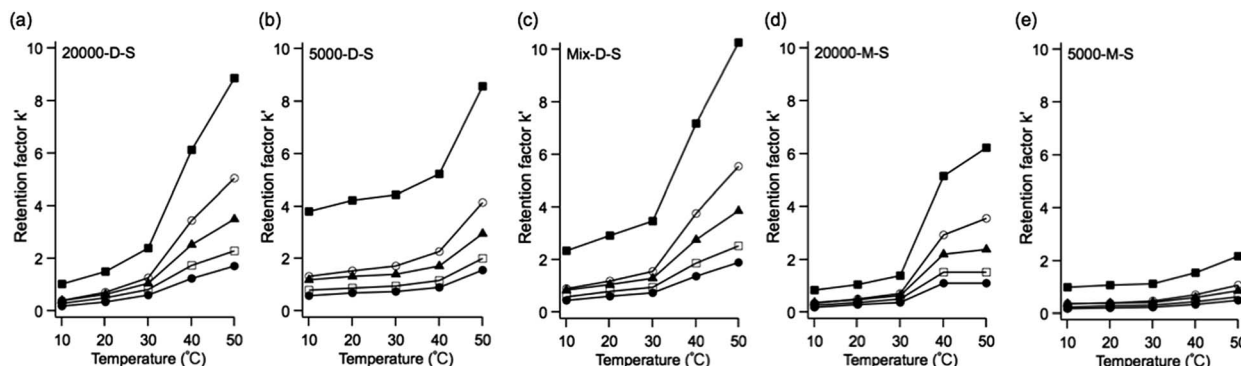 (a)
20000-D-S
Retention factor k'
10
8
6
4
2
0
10 20 30 40 50
Temperature (°C)
(b)
5000-D-S
Retention factor k'
10
8
6
4
2
0
10 20 30 40 50
Temperature (°C)
(c)
Mix-D-S
Retention factor k'
10
8
6
4
2
0
10 20 30 40 50
Temperature (°C)
(d)
20000-M-S
Retention factor k'
10
8
6
4
2
0
10 20 30 40 50
Temperature (°C)
(e)
5000-M-S
Retention factor k'
10
8
6
4
2
0
10 20 30 40 50
Temperature (°C)